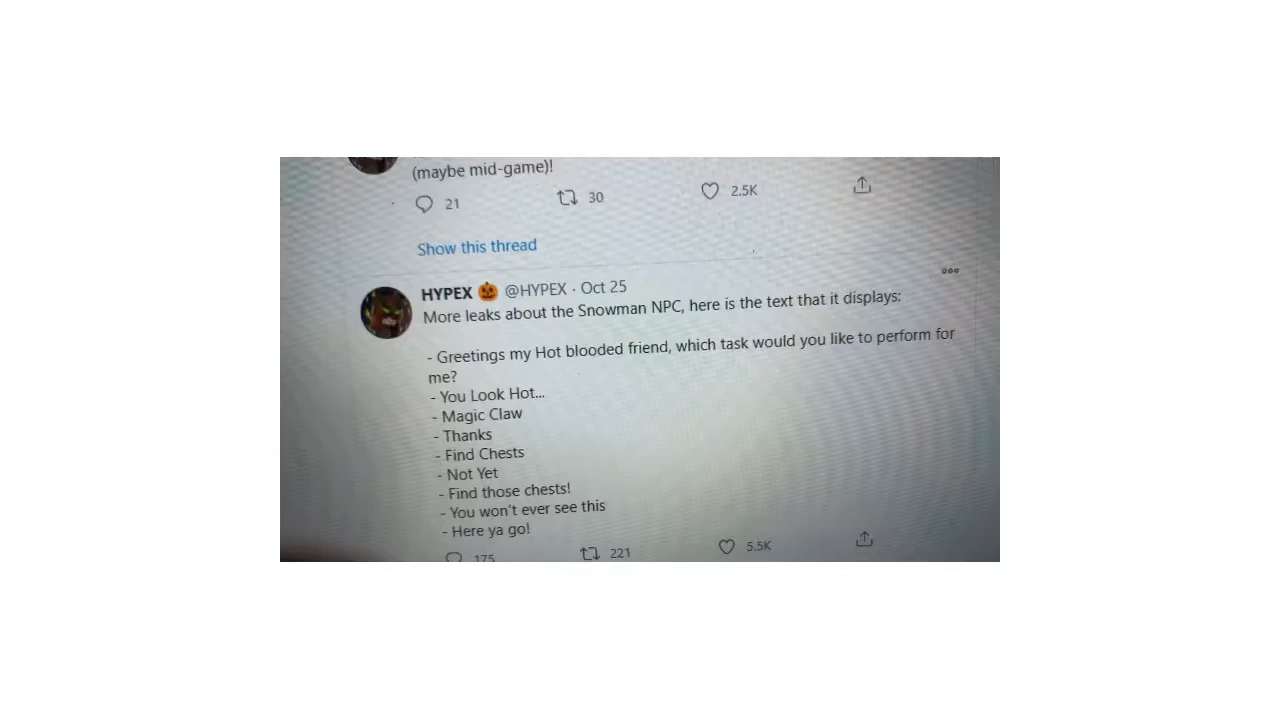 (maybe mid-game)!
21 30 2.5K
Show this thread
HYPEX 🎃 @HYPEX · Oct 25
More leaks about the Snowman NPC, here is the text that it displays:
- Greetings my Hot blooded friend, which task would you like to perform for
me?
- You Look Hot...
- Magic Claw
- Thanks
- Find Chests
- Not Yet
- Find those chests!
- You won't ever see this
- Here ya go!
175 221 5.5K